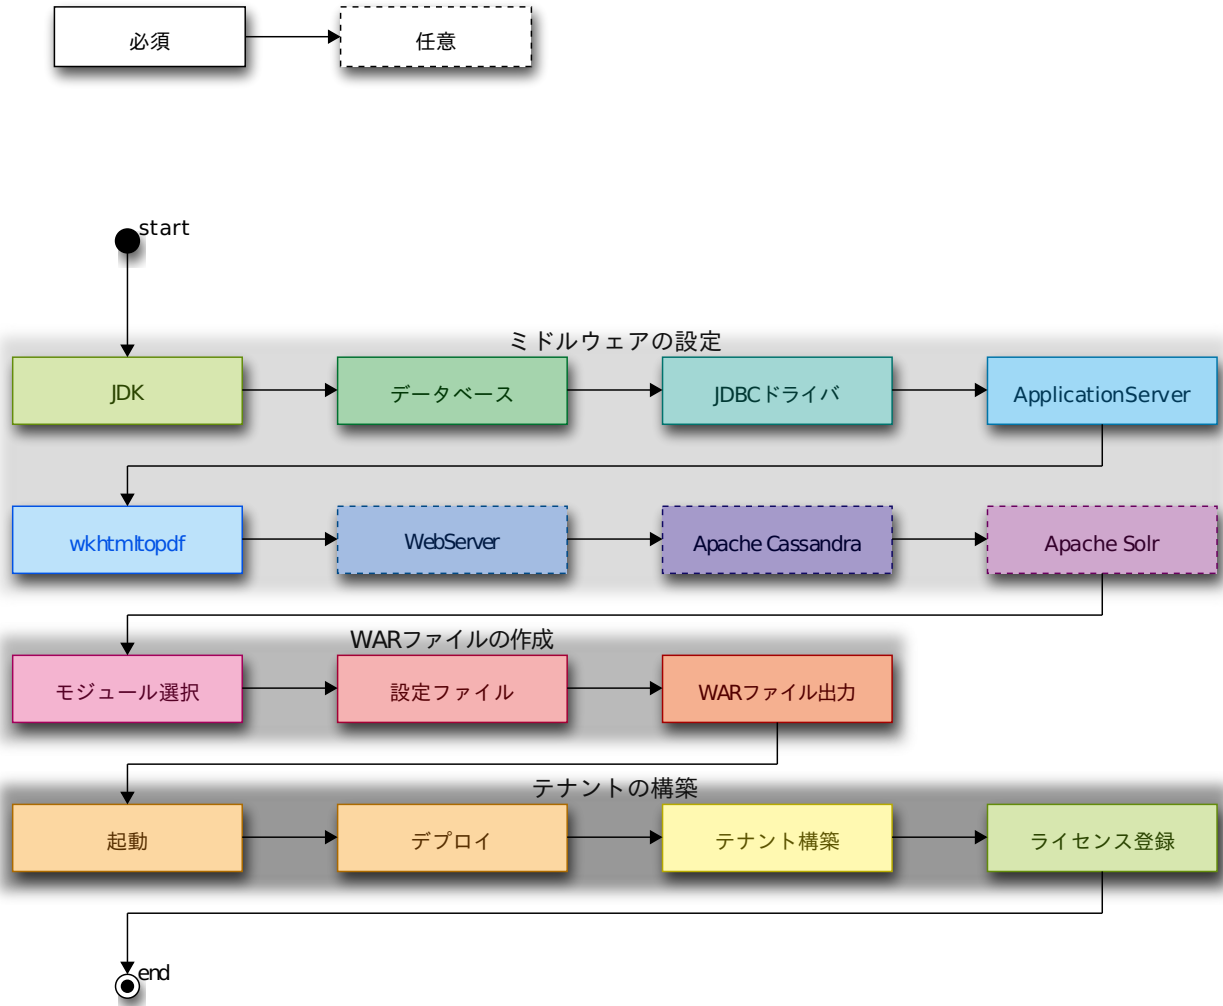 必須
任意
start
ミドルウェアの設定
JDK
データベース
JDBCドライバ
ApplicationServer
wkhtmltopdf
WebServer
Apache Cassandra
Apache Solr
WARファイルの作成
モジュール選択
設定ファイル
WARファイル出力
テナントの構築
起動
デプロイ
テナント構築
ライセンス登録
end